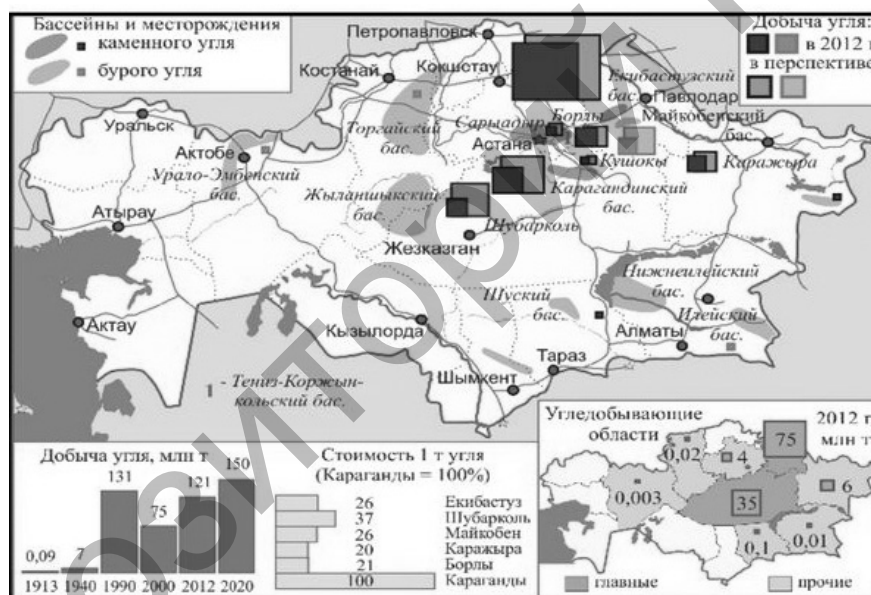 Бассейны и месторождения
каменного угля
бурого угля
Добыча угля:
в 2012 г
в перспективе
Петропавловск
Костанай
Кокшстау
Екибастузский
бас.
Павлодар
Майкобенский
бас.
Уральск
Торгайский
бас.
Сарыадыр
Борлы
Астана
Актобе
Урало-Эмбенский
бас.
Кушокы
Каражыра
Жыланшыкский
бас.
Карагандинский
бас.
Атырау
Шубарколь
Жезказган
Нижнеилейский
бас.
Шуский
бас.
Илейский
бас.
Актау
Кызылорда
Алматы
Тараз
Шымкент
1 - Тениз-Коржын-
кольский бас.
Добыча угля, млн т
0,09
7
131
75
121
150
1913 1940 1990 2000 2012 2020
Стоимость 1 т угля
(Караганды = 100%)
26 Екибастуз
37 Шубарколь
26 Майкобен
20 Каражыра
21 Борлы
100 Караганды
Угледобывающие
области
2012 г
млн т
75
0,02
4
0,003
35
6
0,1
0,01
главные
прочие